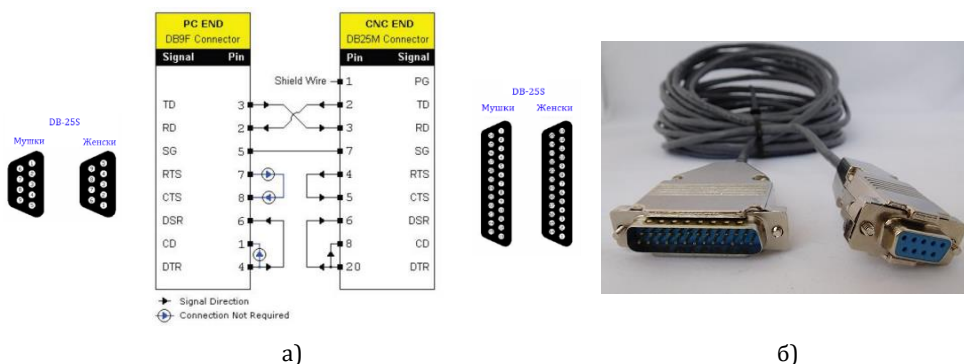 DB-25S
Мушки Женски
PC END
DB9F Connector
Signal Pin
TD 3
RD 2
SG 5
RTS 7
CTS 8
DSR 6
CD 1
DTR 4
CNC END
DB25M Connector
Pin Signal
Shield Wire 1 PG
2 TD
3 RD
7 SG
4 RTS
5 CTS
6 DSR
8 CD
20 DTR
Signal Direction
Connection Not Required
DB-25S
Мушки Женски
а) б)